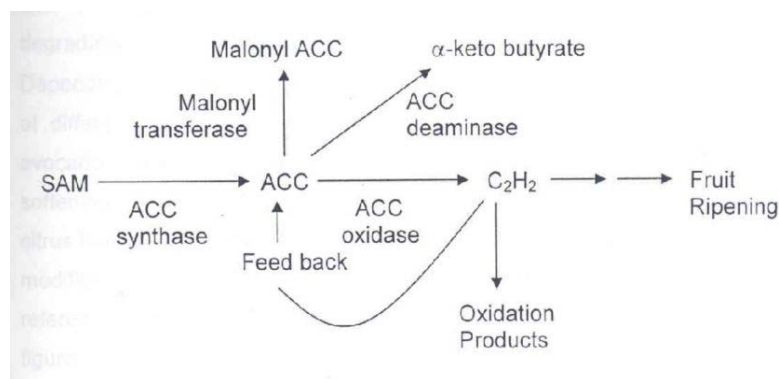 Malonyl ACC
α-keto butyrate
Malonyl
transferase
ACC
deaminase
SAM
ACC
C₂H₂
Fruit
Ripening
ACC
synthase
ACC
oxidase
Feed back
Oxidation
Products